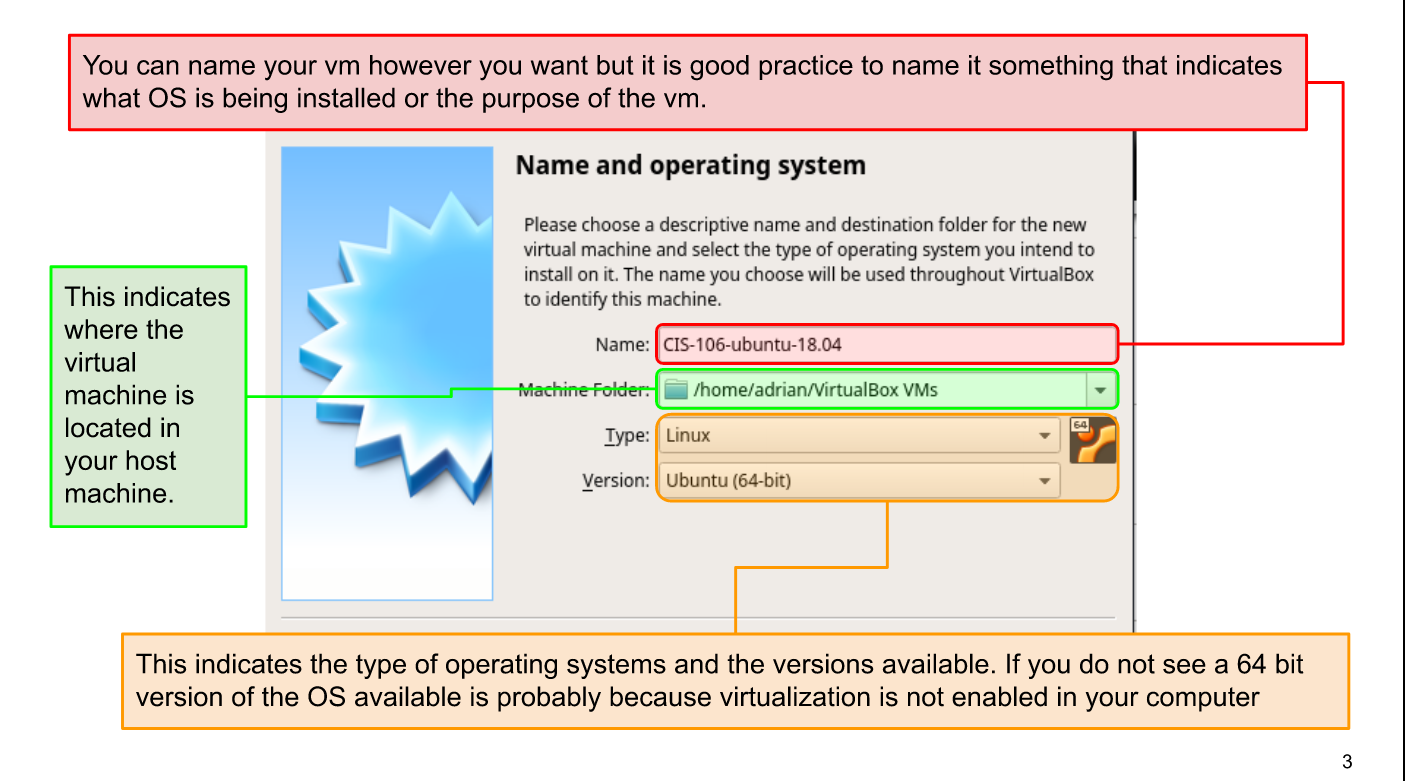 You can name your vm however you want but it is good practice to name it something that indicates
what OS is being installed or the purpose of the vm.
Name and operating system
Please choose a descriptive name and destination folder for the new
virtual machine and select the type of operating system you intend to
install on it. The name you choose will be used throughout VirtualBox
to identify this machine.
This indicates
where the
virtual
machine is
located in
your host
machine.
Name: CIS-106-ubuntu-18.04
Machine Folder: /home/adrian/VirtualBox VMs
Type: Linux
64
Version: Ubuntu (64-bit)
This indicates the type of operating systems and the versions available. If you do not see a 64 bit
version of the OS available is probably because virtualization is not enabled in your computer
3